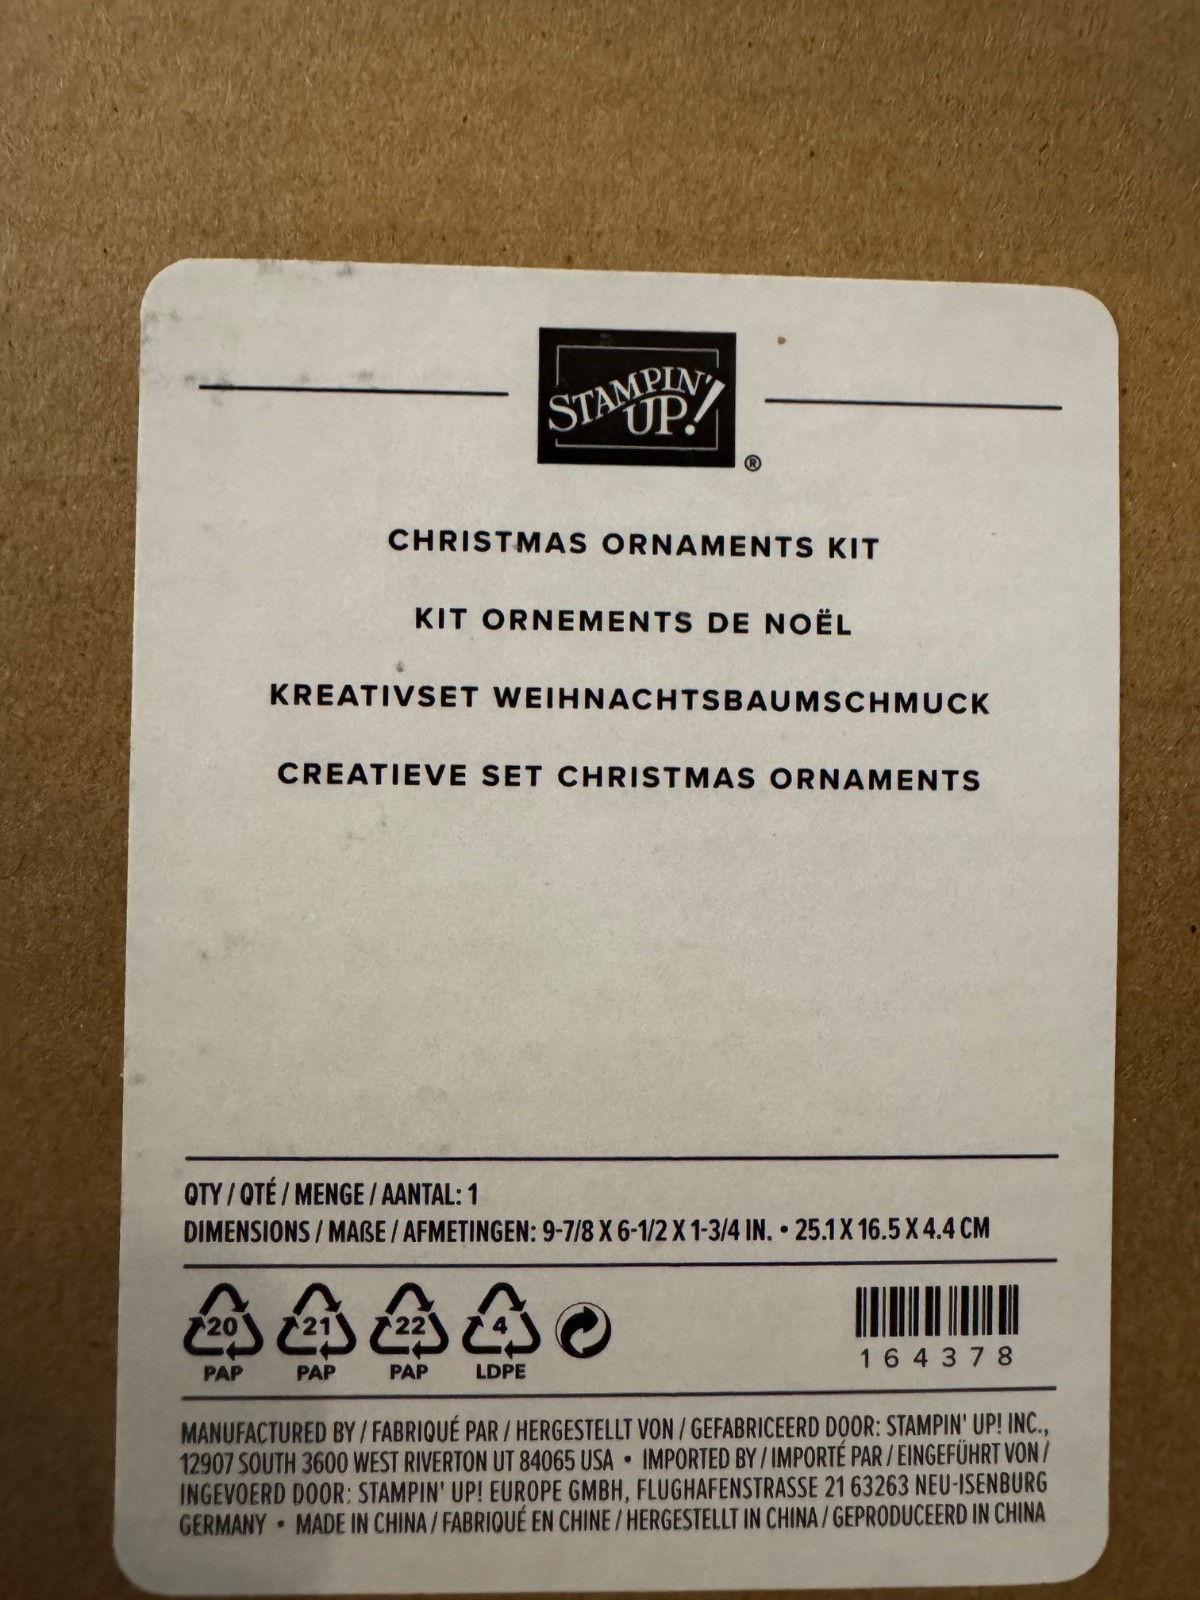 STAMPIN'
UP!
®
CHRISTMAS ORNAMENTS KIT
KIT ORNEMENTS DE NOËL
KREATIVSET WEIHNACHTSBAUMSCHMUCK
CREATIEVE SET CHRISTMAS ORNAMENTS
QTY / QTÉ / MENGE / AANTAL: 1
DIMENSIONS / MAßE / AFMETINGEN: 9-7/8 X 6-1/2 X 1-3/4 IN. • 25.1 X 16.5 X 4.4 CM
20 21 22 4
PAP PAP PAP LDPE
164378
MANUFACTURED BY / FABRIQUÉ PAR / HERGESTELLT VON / GEFABRICEERD DOOR: STAMPIN' UP! INC.,
12907 SOUTH 3600 WEST RIVERTON UT 84065 USA • IMPORTED BY / IMPORTÉ PAR / EINGEFÜHRT VON /
INGEVOERD DOOR: STAMPIN' UP! EUROPE GMBH, FLUGHAFENSTRASSE 21 63263 NEU-ISENBURG
GERMANY • MADE IN CHINA / FABRIQUÉ EN CHINE / HERGESTELLT IN CHINA / GEPRODUCEERD IN CHINA